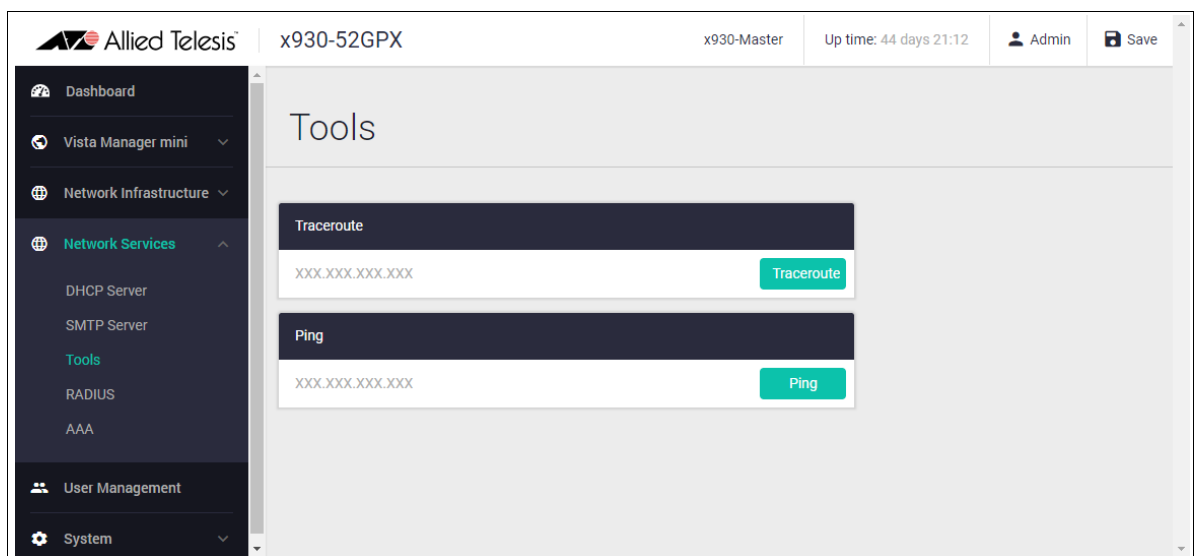 Allied Telesis
x930-52GPX
x930-Master
Up time: 44 days 21:12
Admin
Save
Dashboard
Vista Manager mini
Network Infrastructure
Network Services
DHCP Server
SMTP Server
Tools
RADIUS
AAA
User Management
System
Tools
Traceroute
XXX.XXX.XXX.XXX
Traceroute
Ping
XXX.XXX.XXX.XXX
Ping